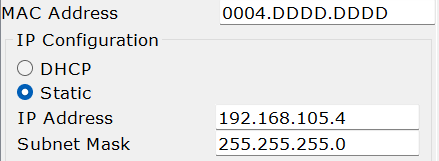 MAC Address 0004.DDDD.DDDD
IP Configuration
DHCP
Static
IP Address 192.168.105.4
Subnet Mask 255.255.255.0